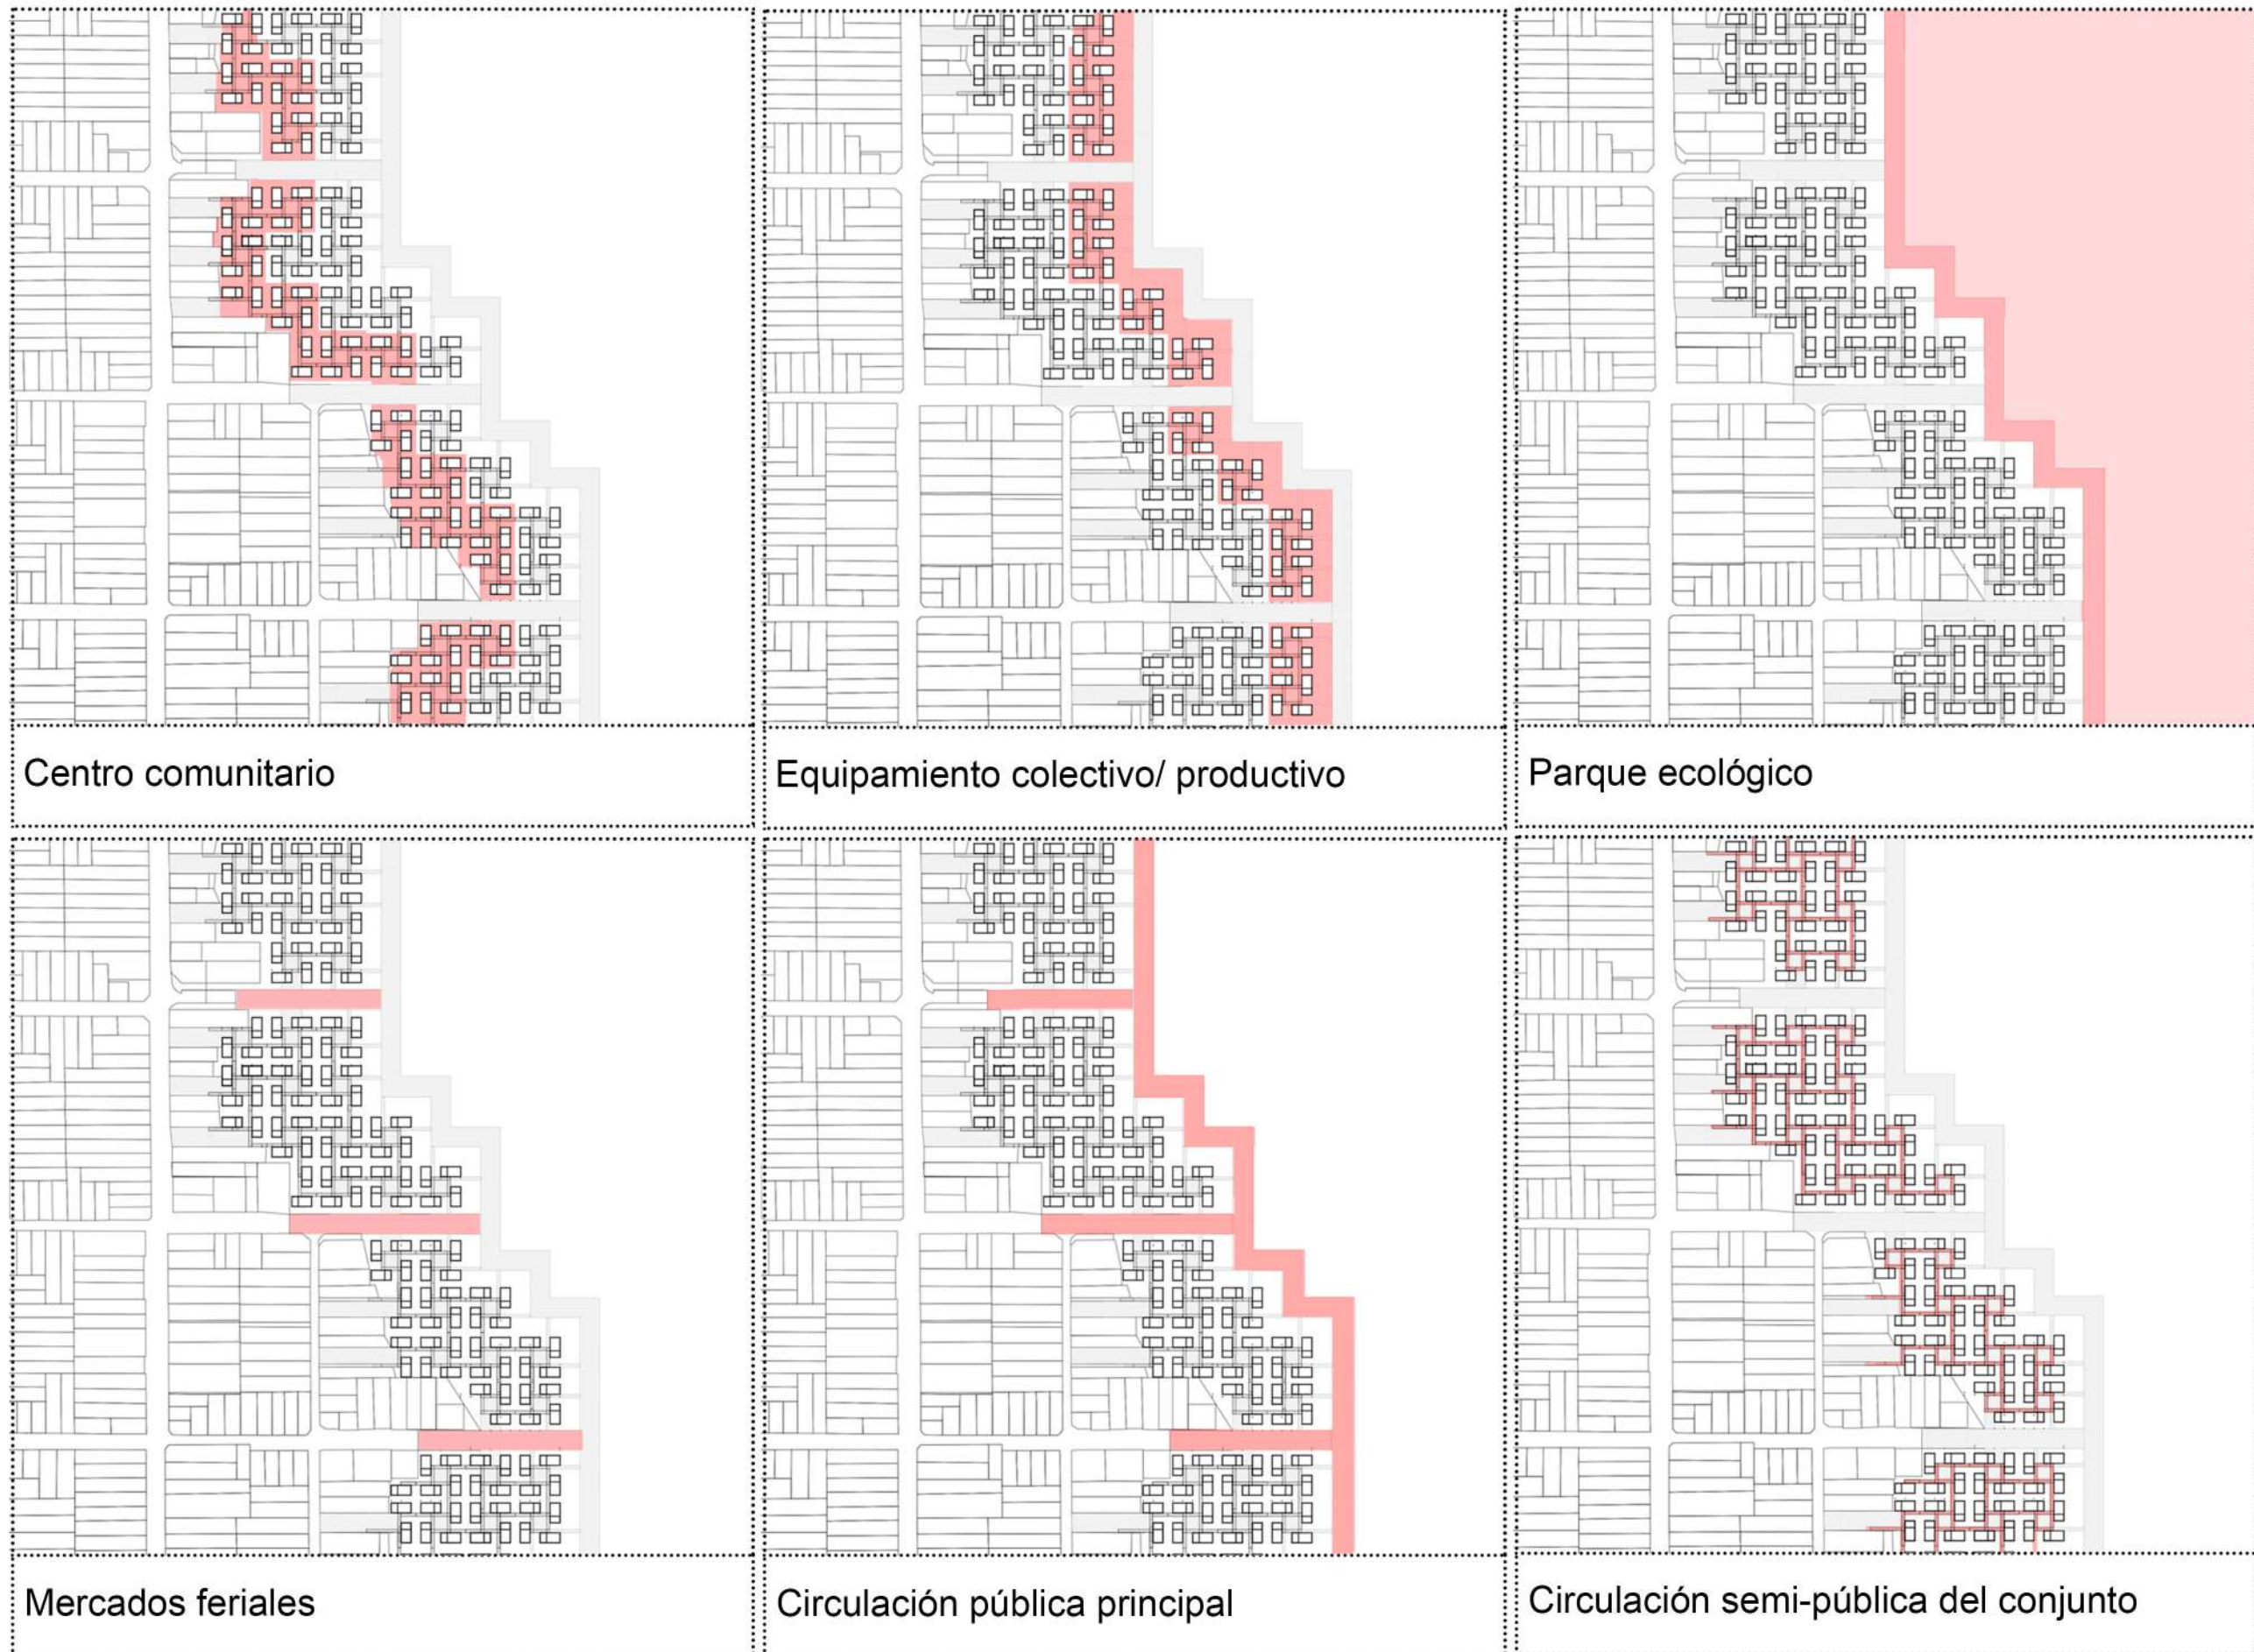 Centro comunitario
Equipamiento colectivo/ productivo
Parque ecológico
Mercados feriales
Circulación pública principal
Circulación semi-pública del conjunto